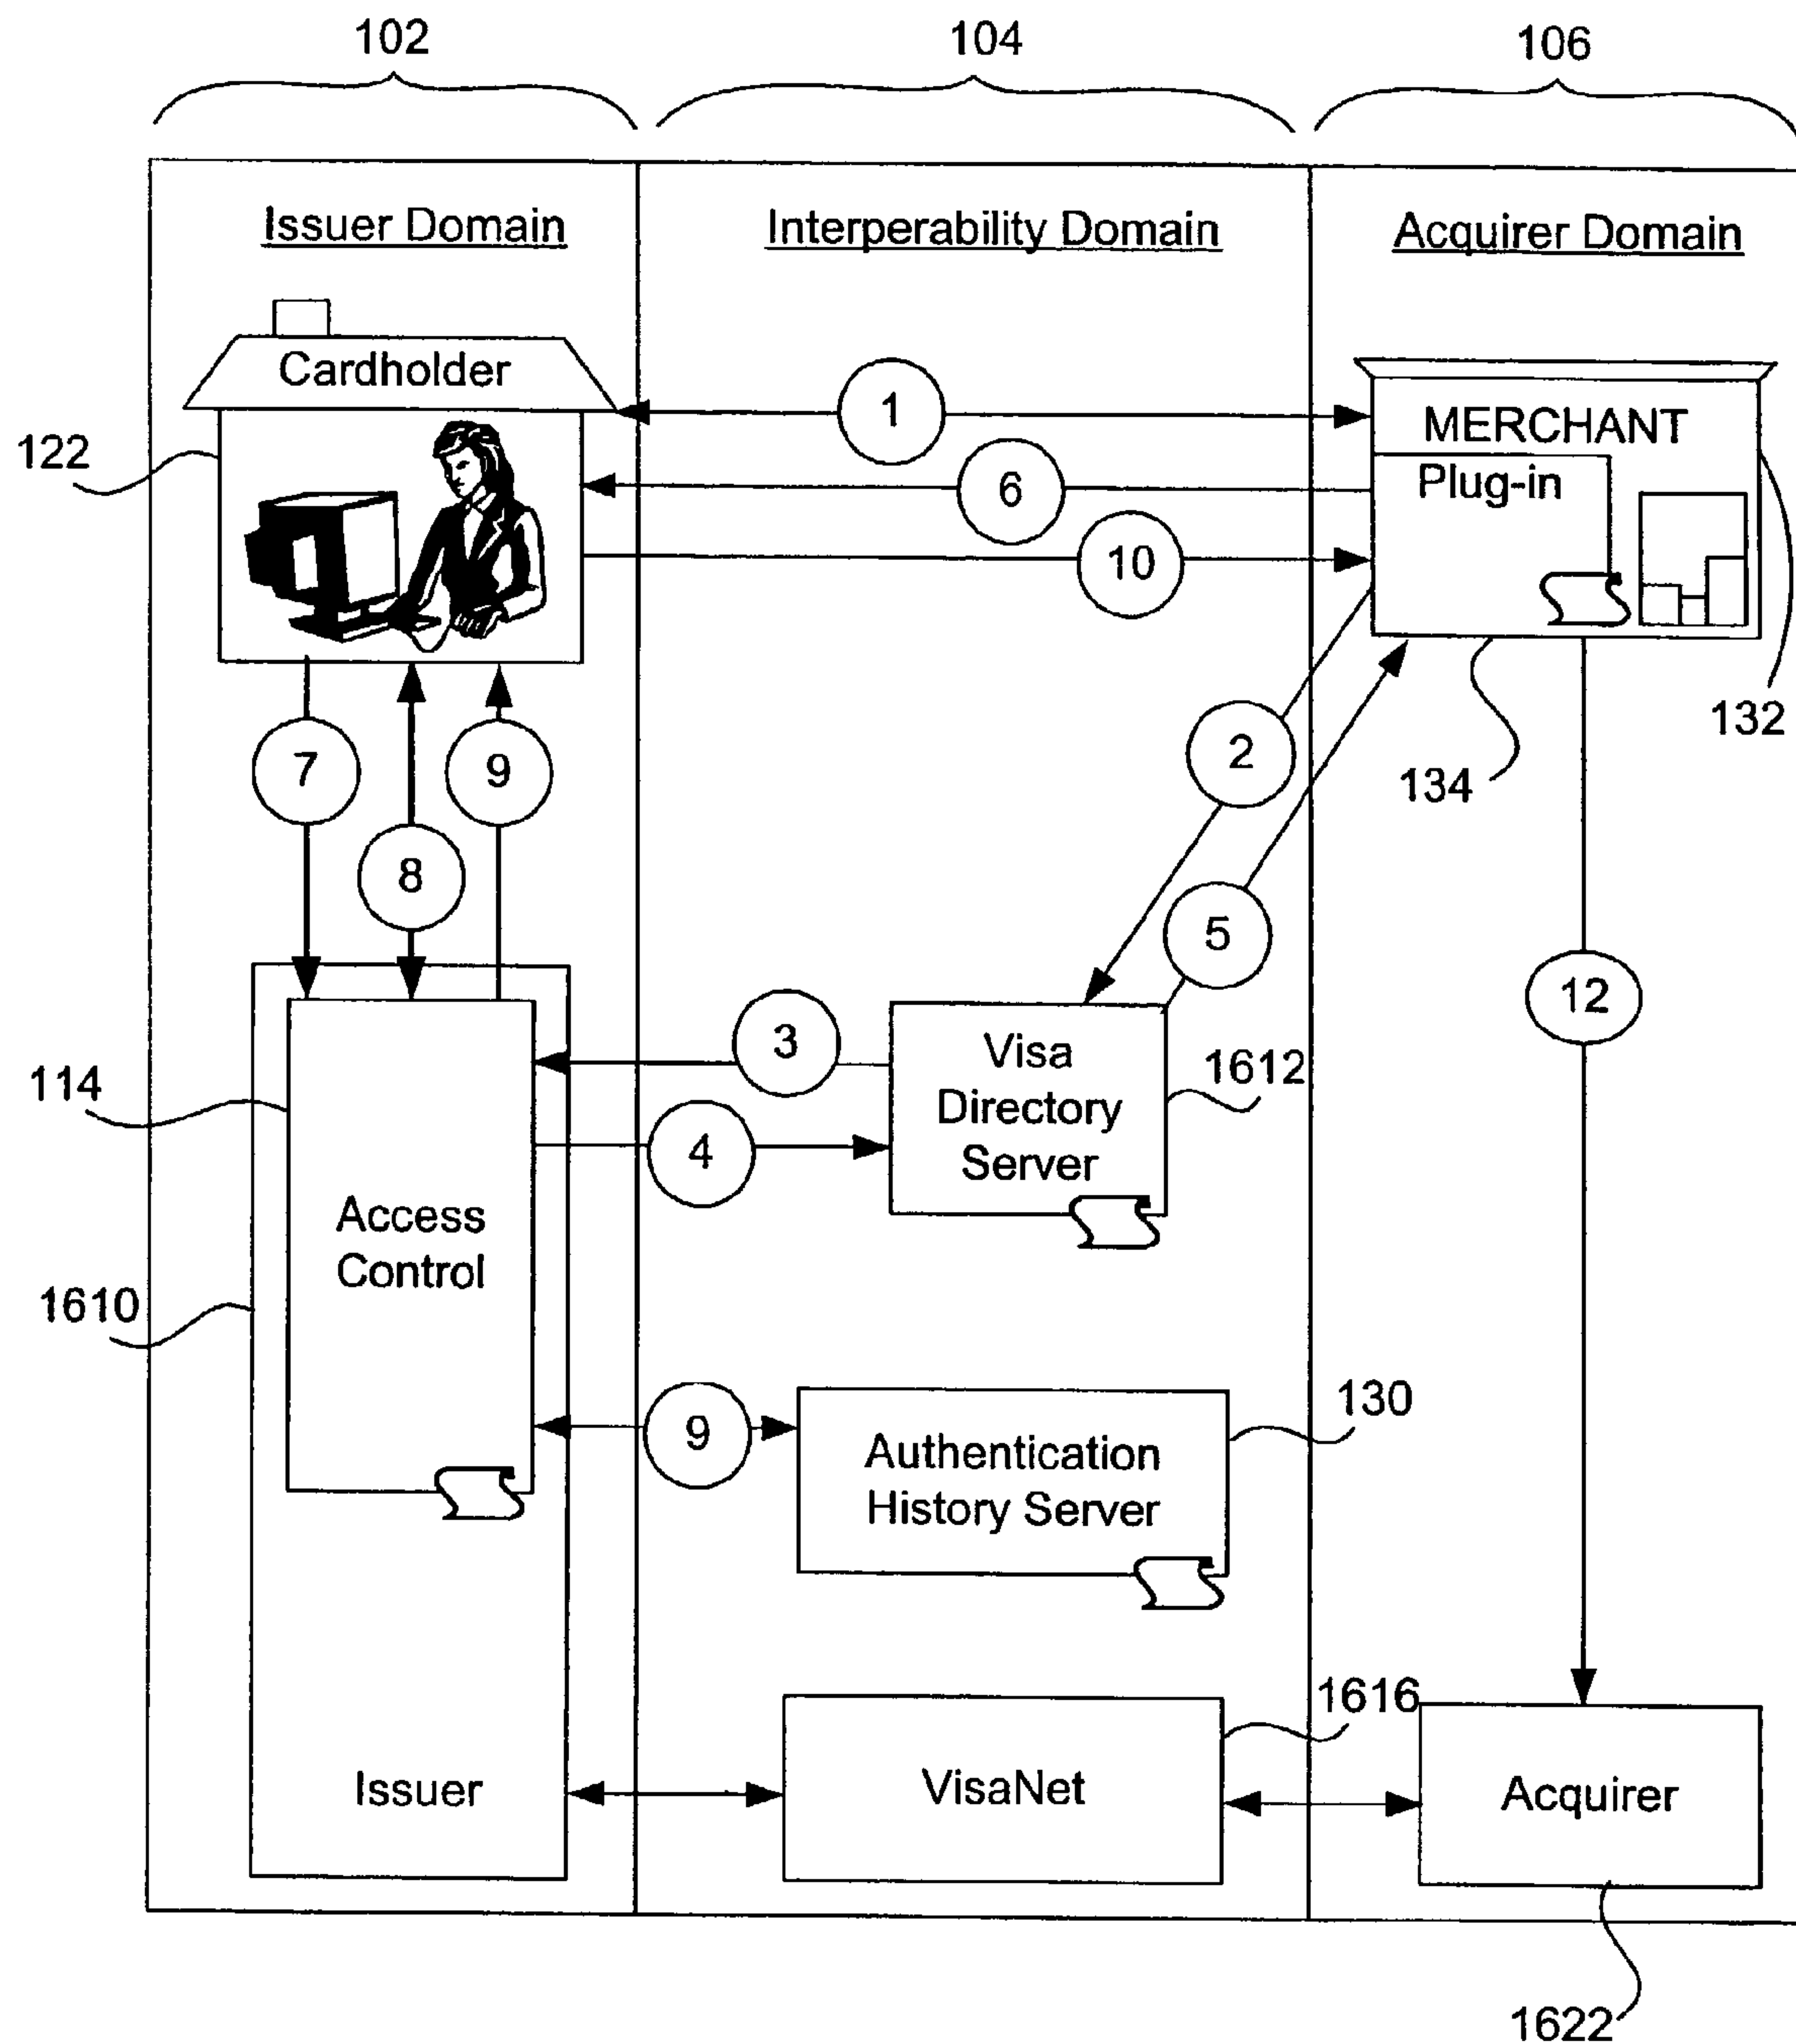 102
104
106
Issuer Domain
Interperability Domain
Acquirer Domain
Cardholder
1
MERCHANT
Plug-in
122
6
10
132
7
9
2
134
8
5
12
3
Visa
Directory
Server
1612
114
4
Access
Control
1610
130
9
Authentication
History Server
1616
Issuer
VisaNet
Acquirer
1622